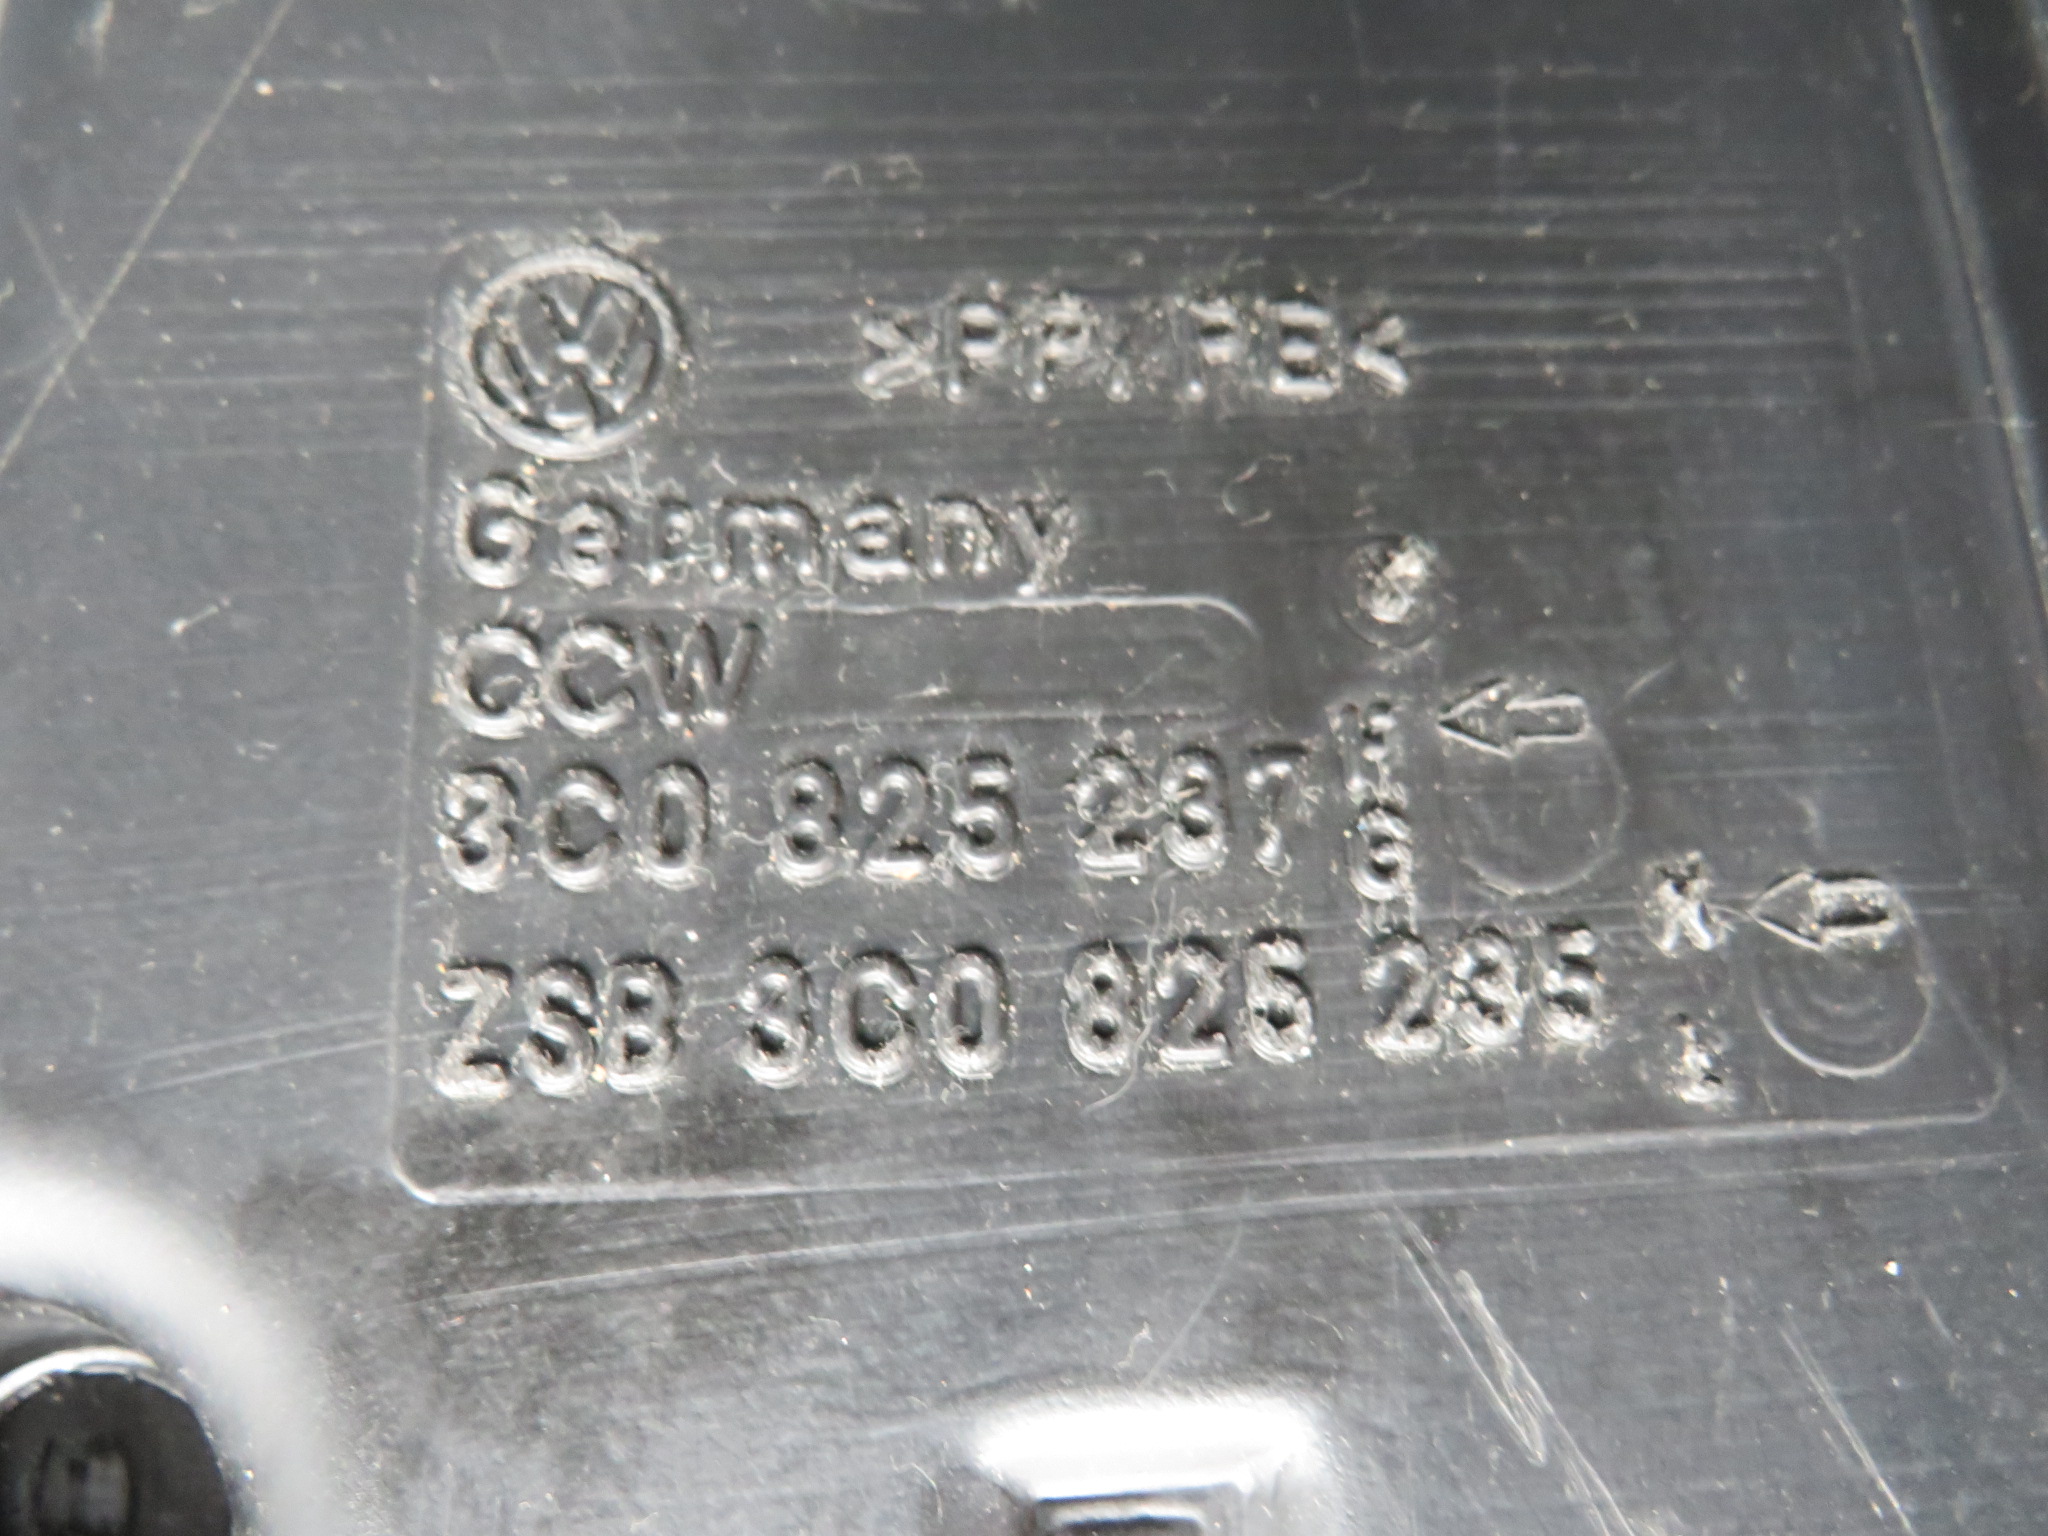 >PP/PE<
Germany
CCW
3C0 825 237 F
G
ZSB 3C0 825 235 *